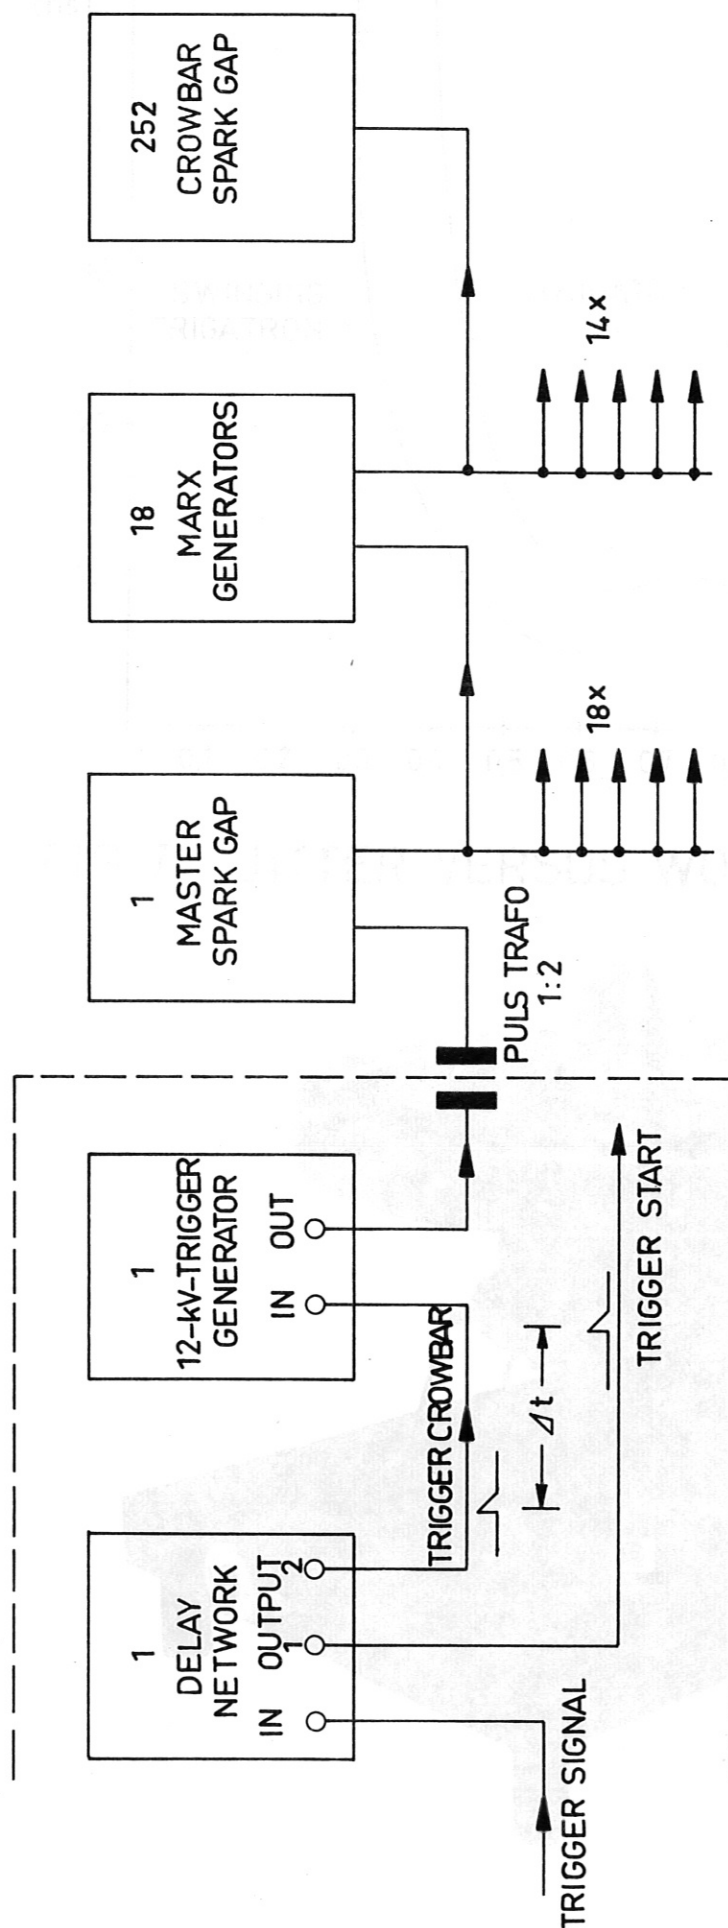 1
DELAY
NETWORK
IN OUTPUT
1 2
TRIGGER SIGNAL
TRIGGER CROWBAR
Δt
TRIGGER START
1
12-kV-TRIGGER
GENERATOR
IN OUT
PULS TRAFO
1:2
1
MASTER
SPARK GAP
18x
18
MARX
GENERATORS
14x
252
CROWBAR
SPARK GAP